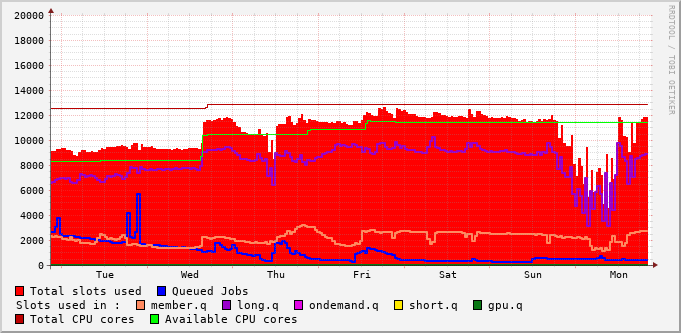 20000
18000
16000
14000
12000
10000
8000
6000
4000
2000
0
Tue Wed Thu Fri Sat Sun Mon
RRDTOOL / TOBI OETIKER
Total slots used Queued Jobs
Slots used in : member.q long.q ondemand.q short.q gpu.q
Total CPU cores Available CPU cores